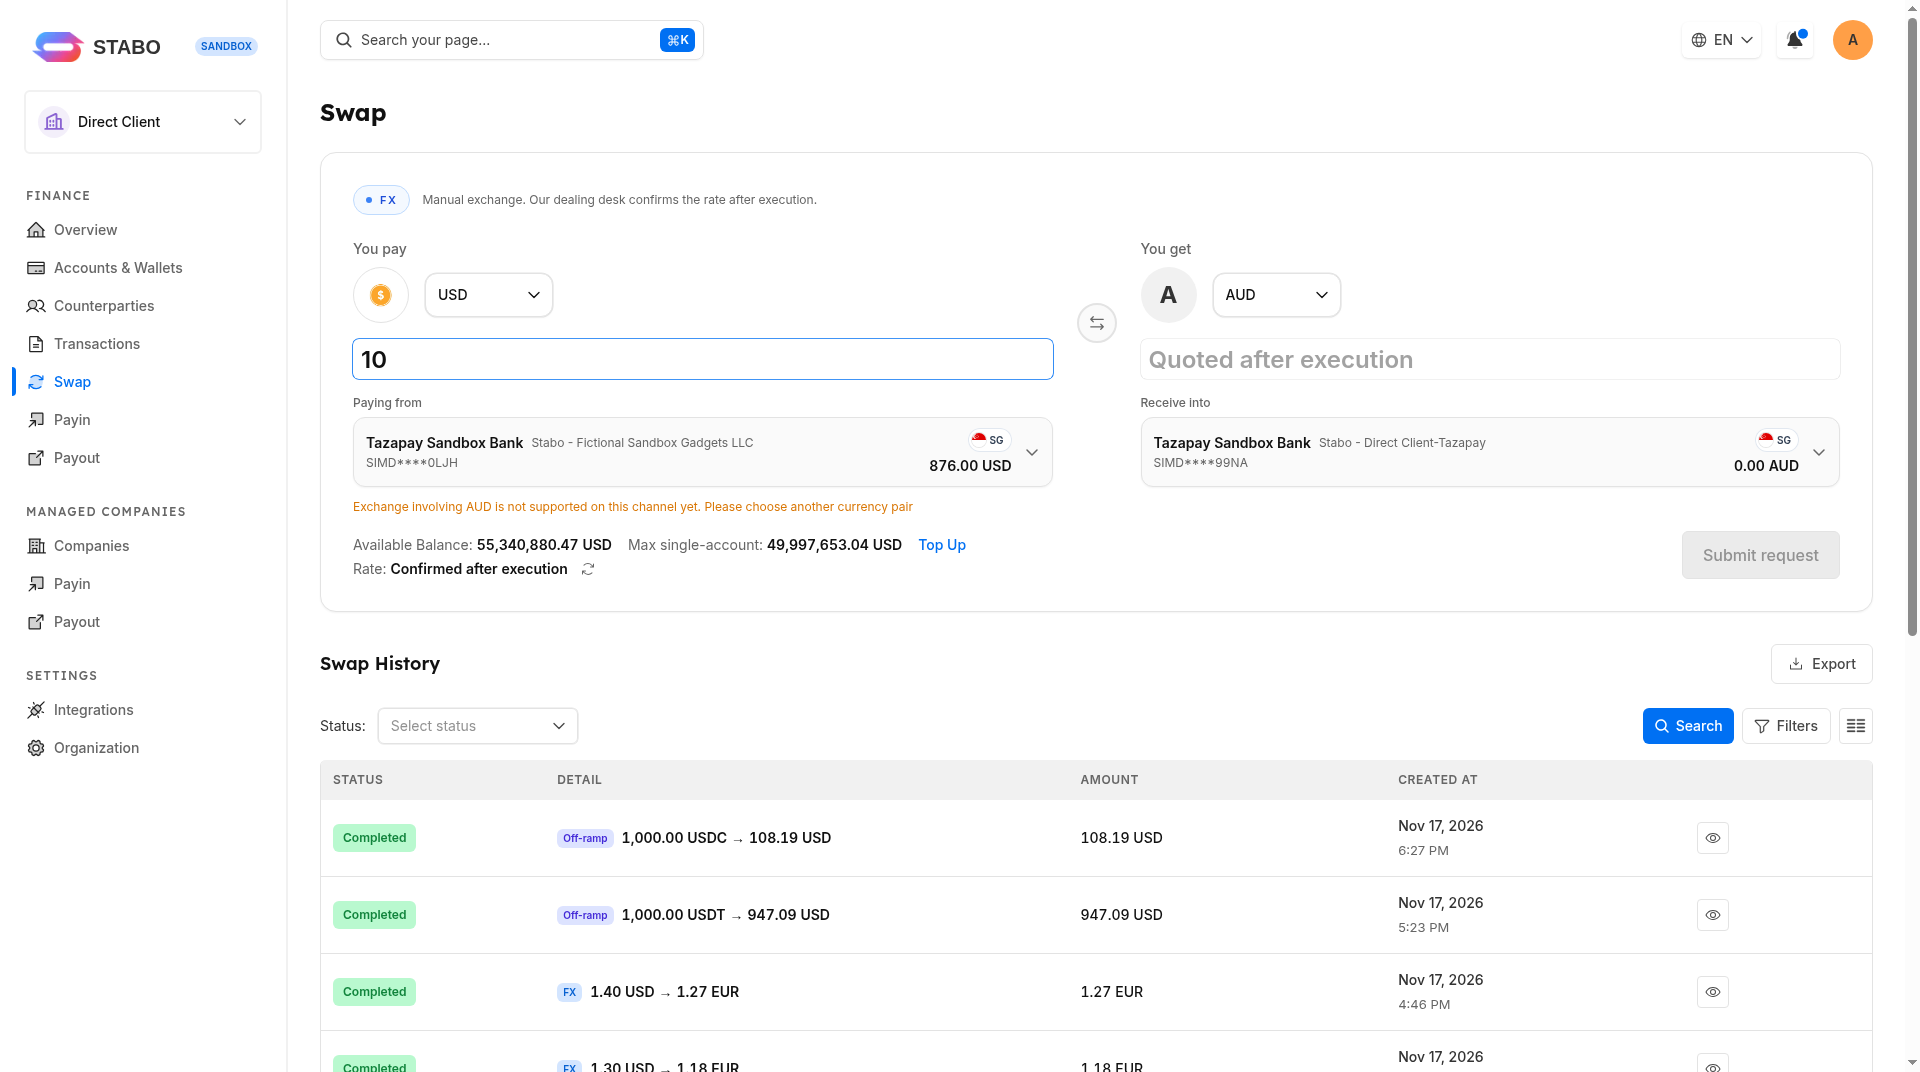 STABO
SANDBOX
Search your page...
⌘K
EN
A
Direct Client
FINANCE
Overview
Accounts & Wallets
Counterparties
Transactions
Swap
Payin
Payout
MANAGED COMPANIES
Companies
Payin
Payout
SETTINGS
Integrations
Organization
Swap
FX
Manual exchange. Our dealing desk confirms the rate after execution.
You pay
$
USD
10
Paying from
Tazapay Sandbox Bank Stabo - Fictional Sandbox Gadgets LLC
SIMD****0LJH
SG
876.00 USD
You get
A
AUD
Quoted after execution
Receive into
Tazapay Sandbox Bank Stabo - Direct Client-Tazapay
SIMD****99NA
SG
0.00 AUD
Exchange involving AUD is not supported on this channel yet. Please choose another currency pair
Available Balance: 55,340,880.47 USD Max single-account: 49,997,653.04 USD Top Up
Rate: Confirmed after execution
Submit request
Swap History
Export
Status: Select status
Search
Filters
STATUS DETAIL AMOUNT CREATED AT
Completed Off-ramp 1,000.00 USDC → 108.19 USD 108.19 USD Nov 17, 2026
6:27 PM
Completed Off-ramp 1,000.00 USDT → 947.09 USD 947.09 USD Nov 17, 2026
5:23 PM
Completed FX 1.40 USD → 1.27 EUR 1.27 EUR Nov 17, 2026
4:46 PM
Completed FX 1.30 USD → 1.18 EUR 1.18 EUR Nov 17, 2026